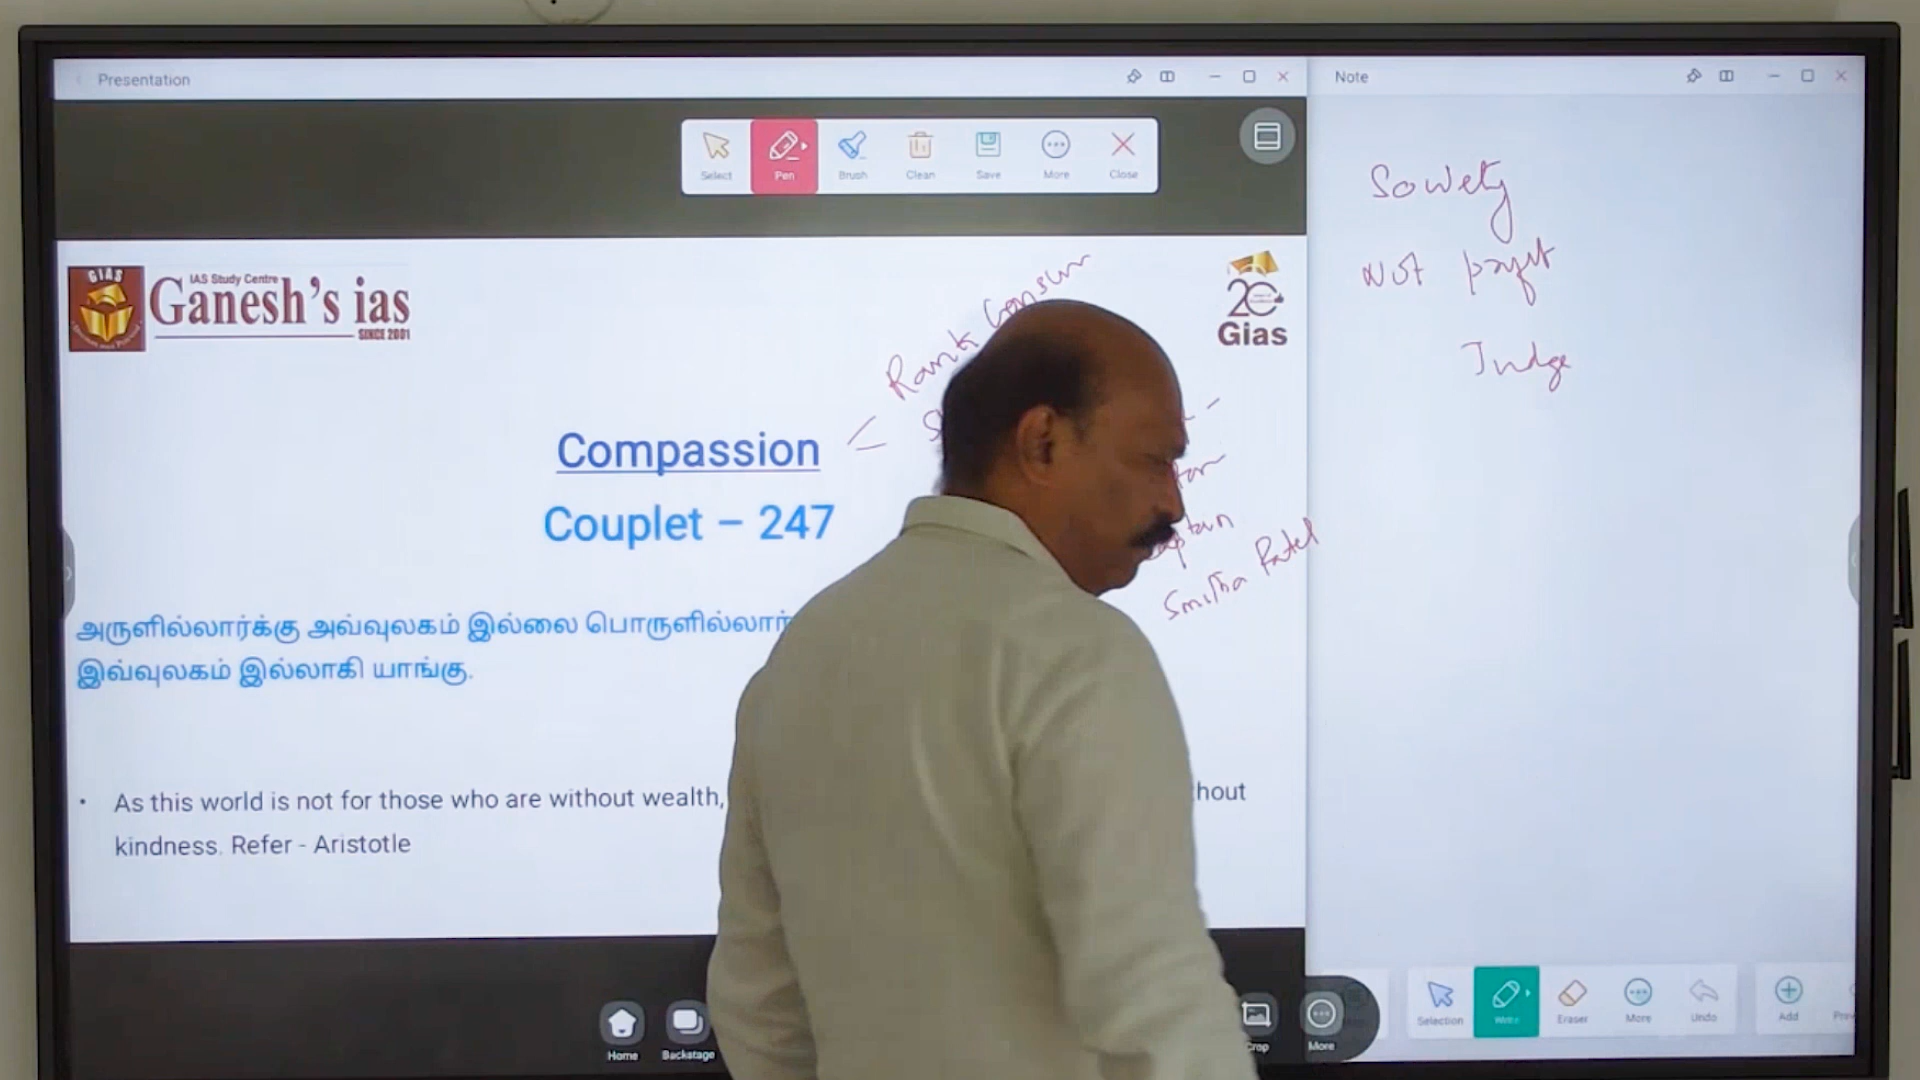 Presentation
Note
Select
Pen
Brush
Clean
Save
More
Close
GIAS
IAS Study Centre
Ganesh's ias
SINCE 2001
20
Gias
Rank Consum
Compassion
Couplet – 247
Smitha Patel
அருளில்லார்க்கு அவ்வுலகம் இல்லை பொருளில்லார்
இவ்வுலகம் இல்லாகி யாங்கு.
• As this world is not for those who are without wealth, hout
kindness. Refer - Aristotle
Society
Not
Judge
Home
Backstage
Crop
More
Selection
Write
Eraser
More
Undo
Add